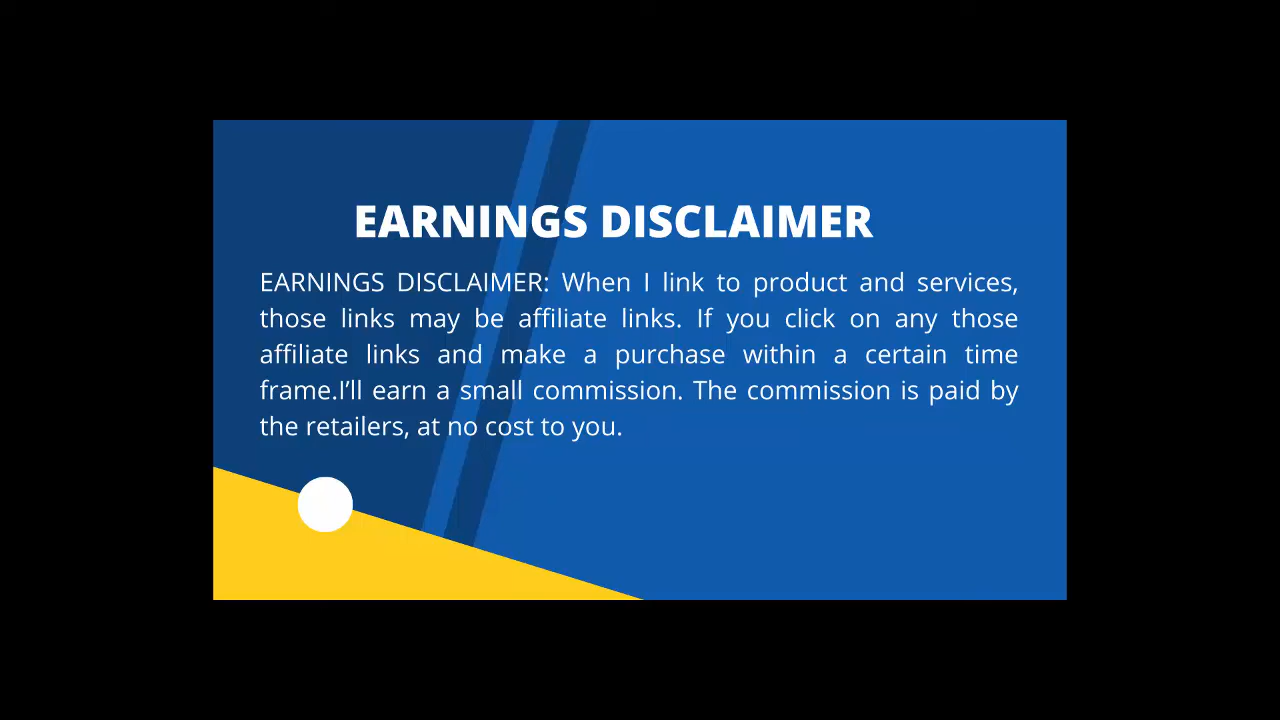 EARNINGS DISCLAIMER
EARNINGS DISCLAIMER: When I link to product and services,
those links may be affiliate links. If you click on any those
affiliate links and make a purchase within a certain time
frame.I’ll earn a small commission. The commission is paid by
the retailers, at no cost to you.